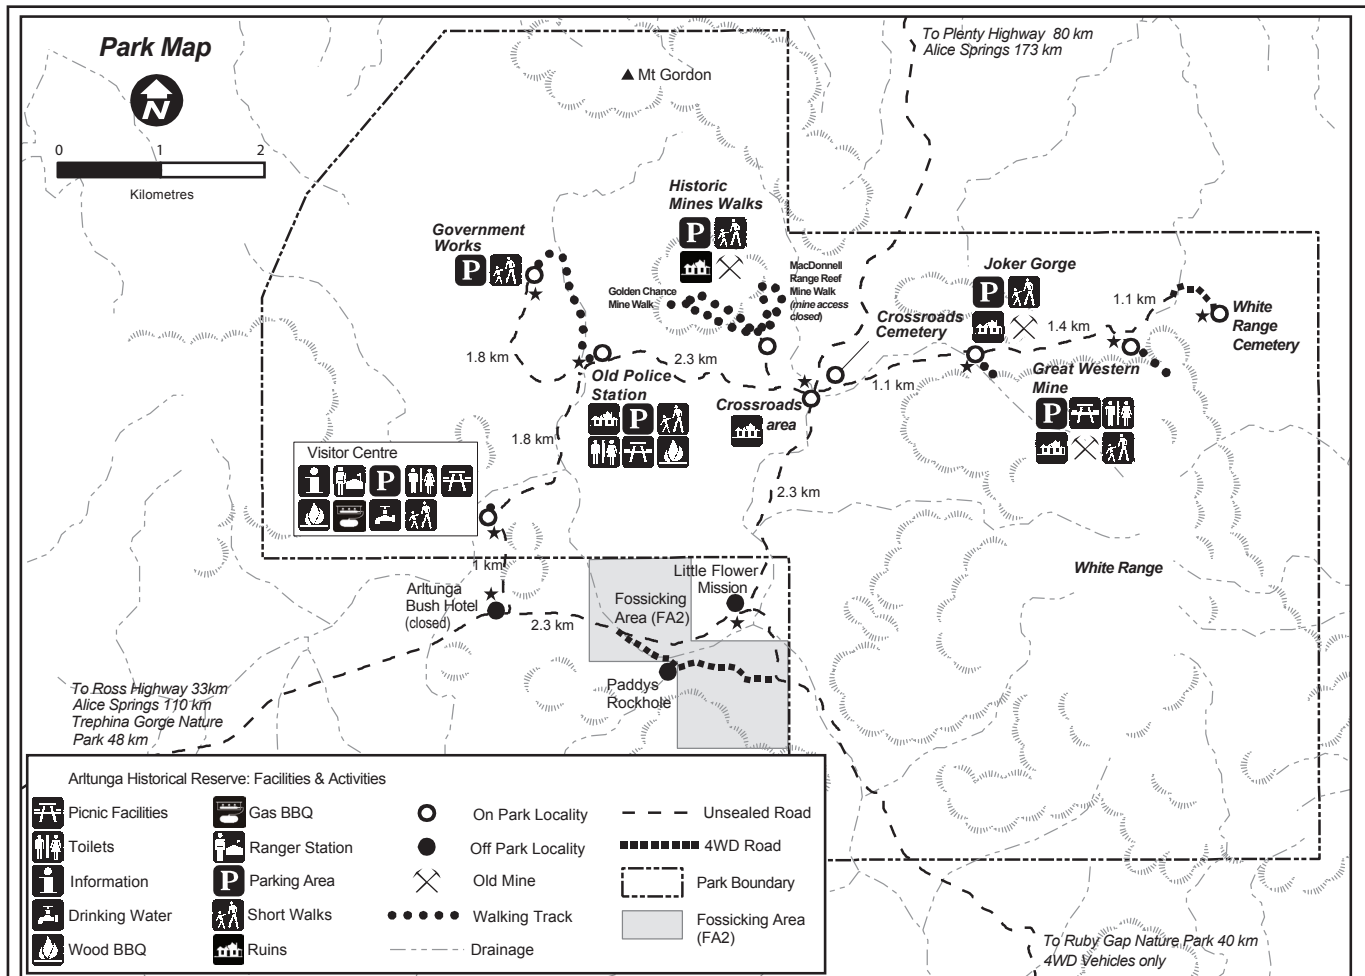 Park Map
N
0 1 2
Kilometres
To Plenty Highway 80 km
Alice Springs 173 km
Mt Gordon
Historic
Mines Walks
P
Government
Works
P
Golden Chance
Mine Walk
MacDonnell
Range Reef
Mine Walk
(mine access
closed)
Joker Gorge
P
Crossroads
Cemetery
1.1 km
1.4 km
White
Range
Cemetery
1.8 km
2.3 km
1.1 km
Old Police
Station
P
Crossroads
area
Great Western
Mine
P
1.8 km
Visitor Centre
i
P
2.3 km
1 km
Arltunga
Bush Hotel
(closed)
2.3 km
Fossicking
Area (FA2)
Little Flower
Mission
White Range
Paddys
Rockhole
To Ross Highway 33km
Alice Springs 110 km
Trephina Gorge Nature
Park 48 km
Arltunga Historical Reserve: Facilities & Activities
Picnic Facilities
Toilets
i Information
Drinking Water
Wood BBQ
Gas BBQ
Ranger Station
P Parking Area
Short Walks
Ruins
On Park Locality
Off Park Locality
Old Mine
Walking Track
Drainage
Unsealed Road
4WD Road
Park Boundary
Fossicking Area
(FA2)
To Ruby Gap Nature Park 40 km
4WD Vehicles only